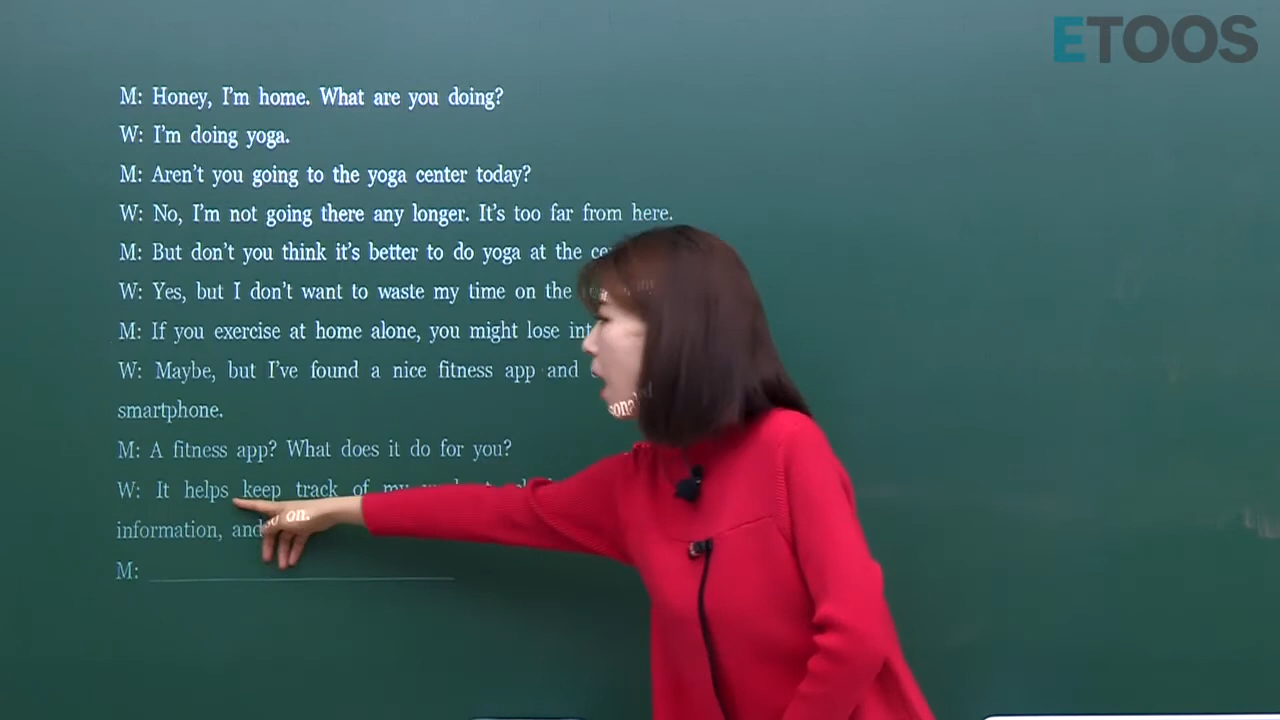 ETOOS
M: Honey, I'm home. What are you doing?
W: I'm doing yoga.
M: Aren't you going to the yoga center today?
W: No, I'm not going there any longer. It's too far from here.
M: But don't you think it's better to do yoga at the
W: Yes, but I don't want to waste my time on the my
M: If you exercise at home alone, you might lose
W: Maybe, but I've found a nice fitness app and
smartphone.
M: A fitness app? What does it do for you?
W: It helps keep track of my
information, and so on.
M: